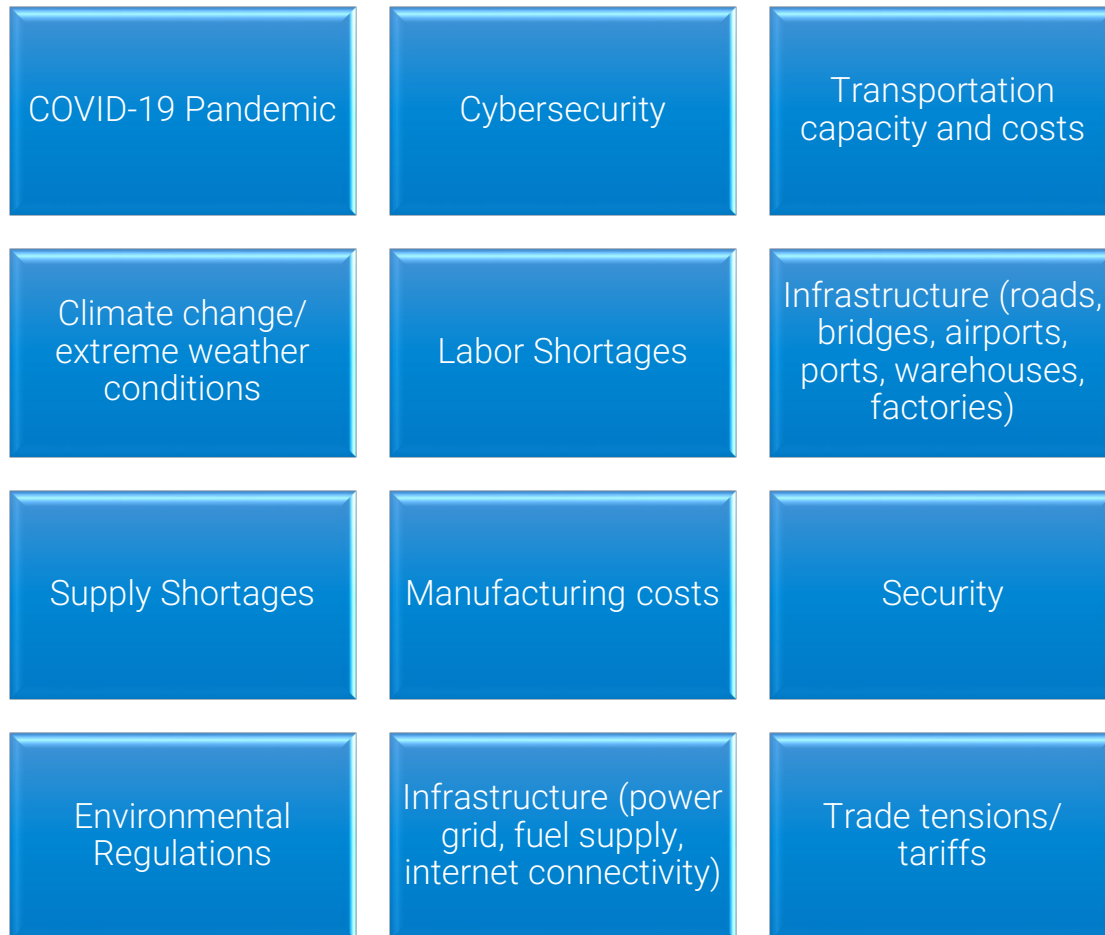 COVID-19 Pandemic
Cybersecurity
Transportation
capacity and costs
Climate change/
extreme weather
conditions
Labor Shortages
Infrastructure (roads,
bridges, airports,
ports, warehouses,
factories)
Supply Shortages
Manufacturing costs
Security
Environmental
Regulations
Infrastructure (power
grid, fuel supply,
internet connectivity)
Trade tensions/
tariffs